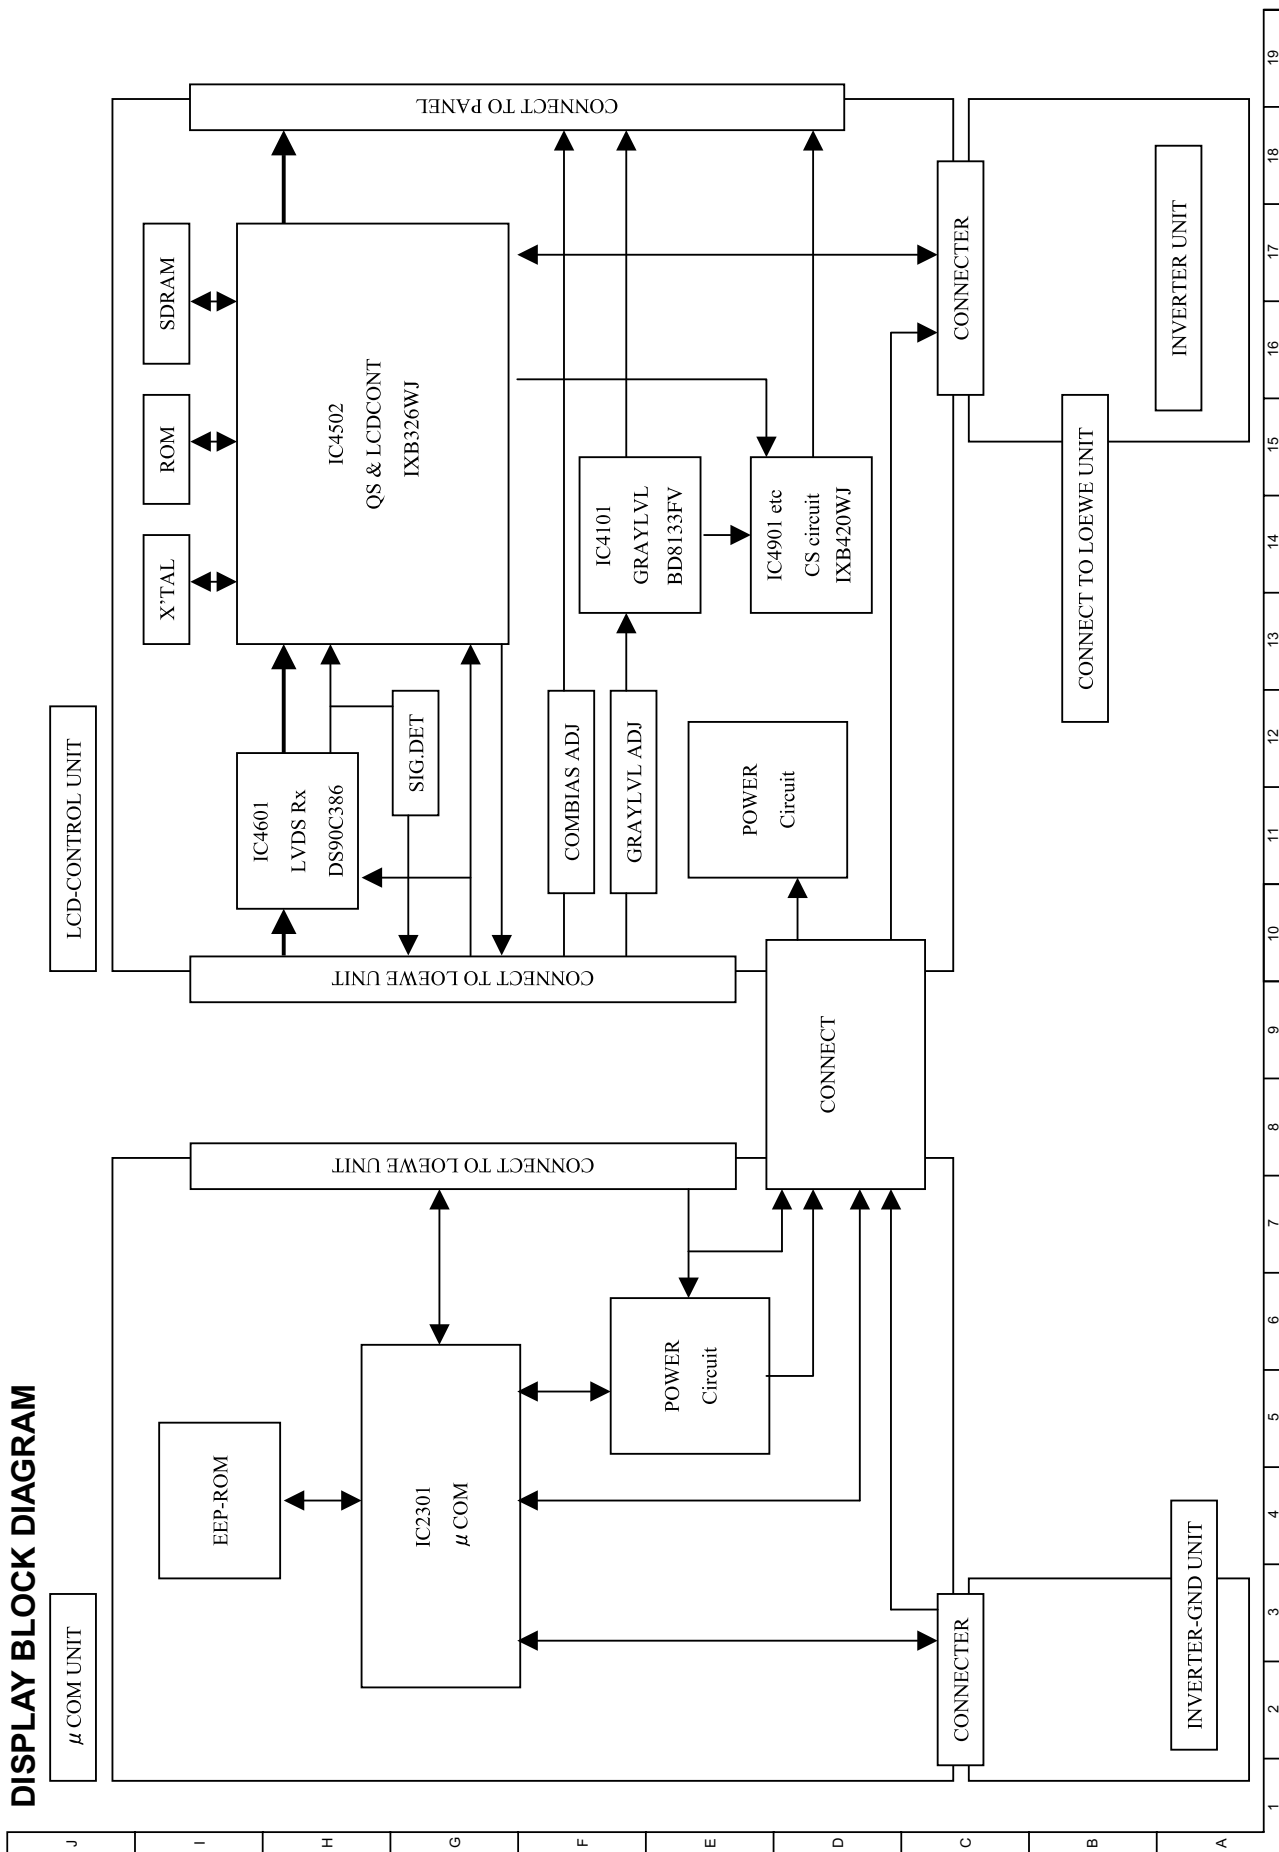 DISPLAY BLOCK DIAGRAM
μCOM UNIT
EEP-ROM
IC2301
μCOM
POWER
Circuit
CONNECT TO LOEWE UNIT
CONNECTER
INVERTER-GND UNIT
CONNECT
LCD-CONTROL UNIT
CONNECT TO LOEWE UNIT
IC4601
LVDS Rx
DS90C386
SIG.DET
COMBIAS ADJ
GRAYLVL ADJ
POWER
Circuit
X'TAL
ROM
SDRAM
IC4502
QS & LCDCONT
IXB326WJ
IC4101
GRAYLVL
BD8133FV
IC4901 etc
CS circuit
IXB420WJ
CONNECT TO PANEL
CONNECTER
CONNECT TO LOEWE UNIT
INVERTER UNIT
J
I
H
G
F
E
D
C
B
A
1
2
3
4
5
6
7
8
9
10
11
12
13
14
15
16
17
18
19